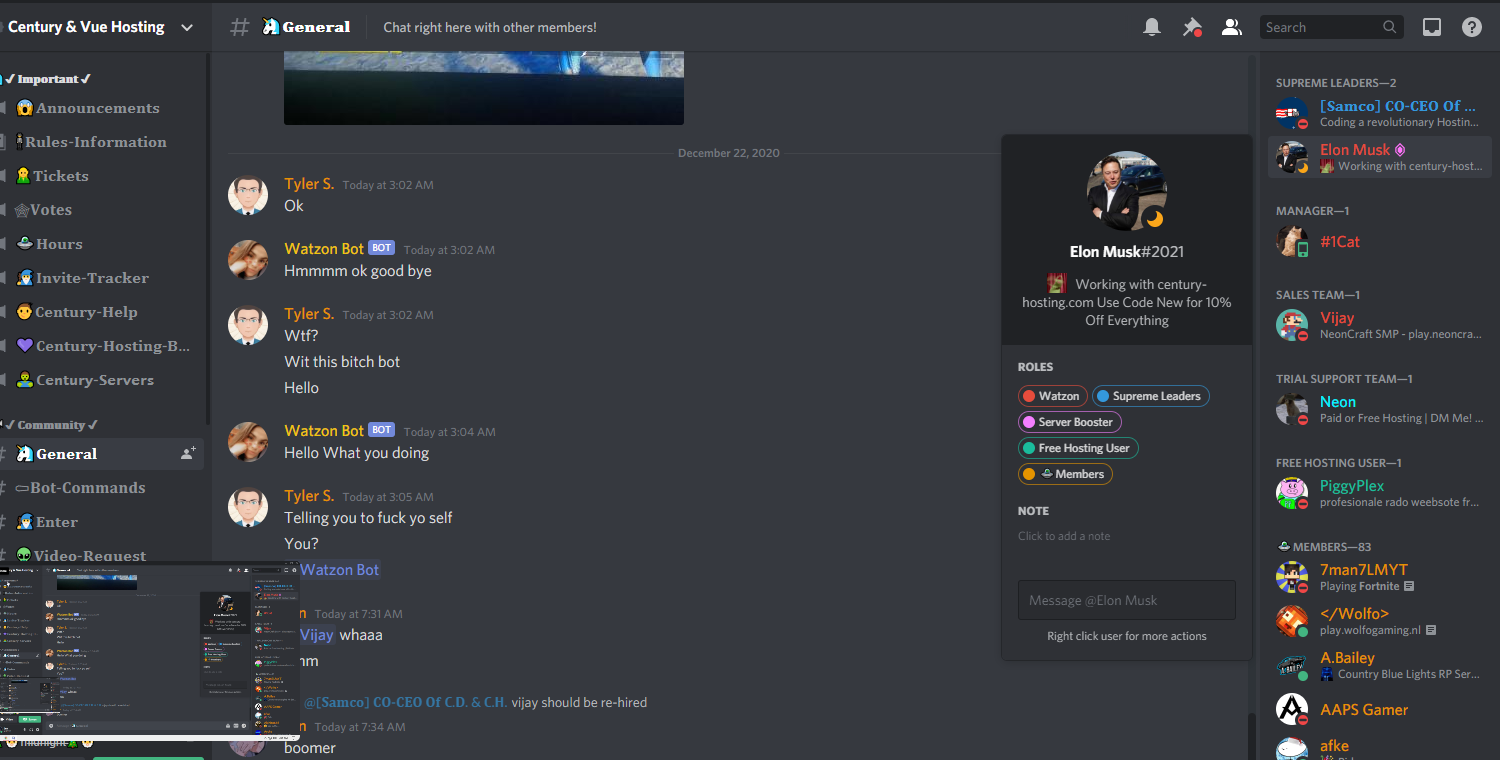 Century & Vue Hosting
✓Important✓
Announcements
Rules-Information
Tickets
Votes
Hours
Invite-Tracker
Century-Help
Century-Hosting-B...
Century-Servers
✓Community✓
General
Bot-Commands
Enter
Video-Request
midnight
# General
Chat right here with other members!
Search
December 22, 2020
Tyler S. Today at 3:02 AM
Ok
Watzon Bot BOT Today at 3:02 AM
Hmmmm ok good bye
Tyler S. Today at 3:02 AM
Wtf?
Wit this bitch bot
Hello
Watzon Bot BOT Today at 3:04 AM
Hello What you doing
Tyler S. Today at 3:05 AM
Telling you to fuck yo self
You?
Watzon Bot
n Today at 7:31 AM
Vijay whaaa
@[Samco] CO-CEO Of C.D. & C.H. vijay should be re-hired
n Today at 7:34 AM
boomer
Elon Musk#2021
Working with century-
hosting.com Use Code New for 10%
Off Everything
ROLES
Watzon Supreme Leaders
Server Booster
Free Hosting User
Members
NOTE
Click to add a note
Message @Elon Musk
Right click user for more actions
SUPREME LEADERS—2
[Samco] CO-CEO Of ...
Coding a revolutionary Hostin...
Elon Musk
Working with century-host...
MANAGER—1
#1Cat
SALES TEAM—1
Vijay
NeonCraft SMP - play.neoncra...
TRIAL SUPPORT TEAM—1
Neon
Paid or Free Hosting | DM Me! ...
FREE HOSTING USER—1
PiggyPlex
profesionale rado weebsote fr...
MEMBERS—83
7man7LMYT
Playing Fortnite
</Wolfo>
play.wolfogaming.nl
A.Bailey
Country Blue Lights RP Ser...
AAPS Gamer
afke